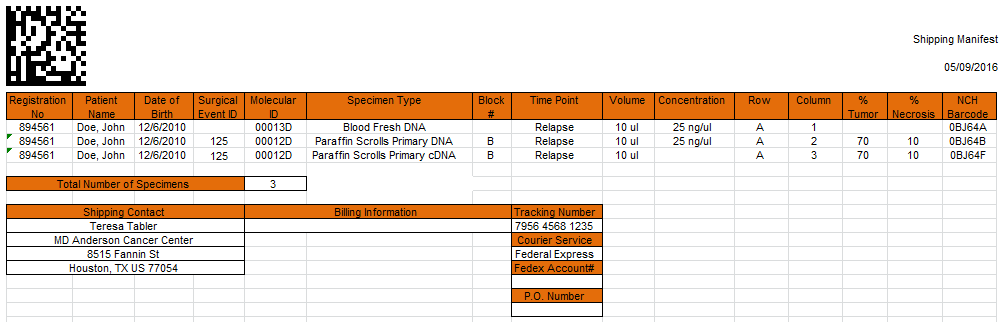 Shipping Manifest
05/09/2016
Registration No Patient Name Date of Birth Surgical Event ID Molecular ID Specimen Type Block # Time Point Volume Concentration Row Column % Tumor % Necrosis NCH Barcode
894561 Doe, John 12/6/2010 00013D Blood Fresh DNA Relapse 10 ul 25 ng/ul A 1 0BJ64A
894561 Doe, John 12/6/2010 125 00012D Paraffin Scrolls Primary DNA B Relapse 10 ul 25 ng/ul A 2 70 10 0BJ64B
894561 Doe, John 12/6/2010 125 00012D Paraffin Scrolls Primary cDNA B Relapse 10 ul A 3 70 10 0BJ64F
Total Number of Specimens 3
Shipping Contact Billing Information Tracking Number
Teresa Tabler 7956 4568 1235
MD Anderson Cancer Center Courier Service
8515 Fannin St Federal Express
Houston, TX US 77054 Fedex Account#
P.O. Number